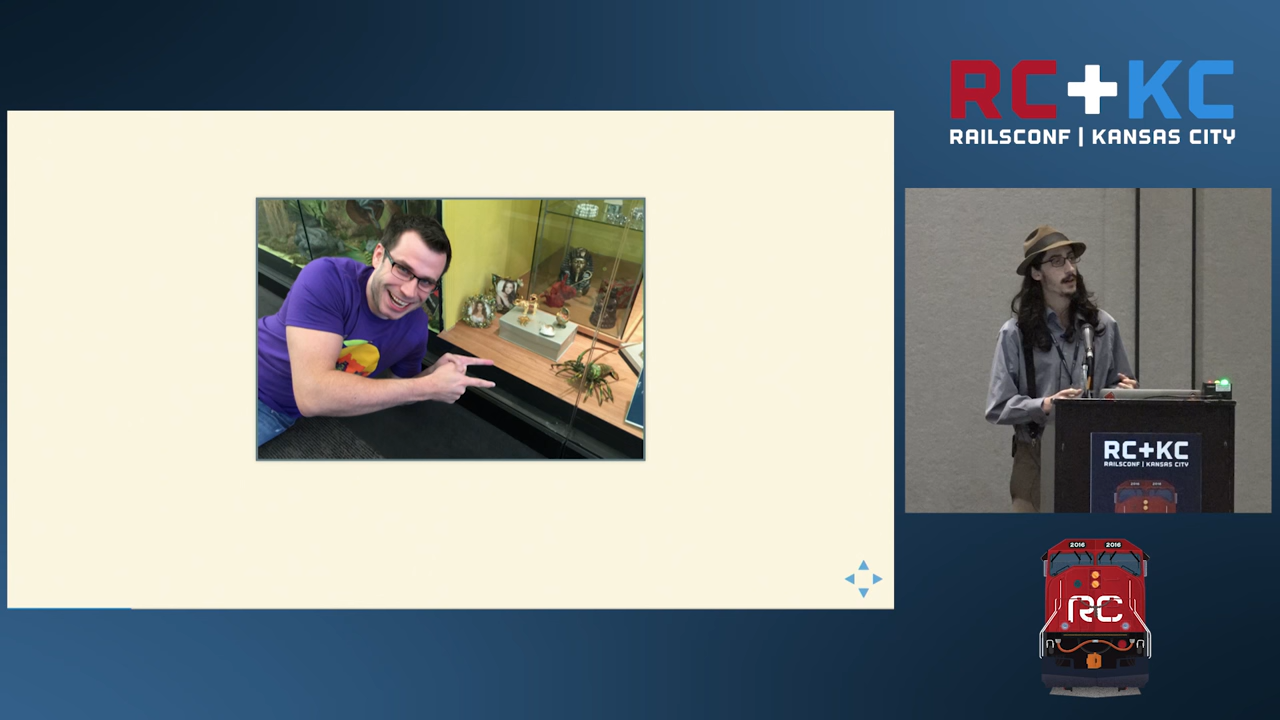 RC+KC
RAILSCONF | KANSAS CITY
RC+KC
RAILSCONF | KANSAS CITY
2016 2016
RC